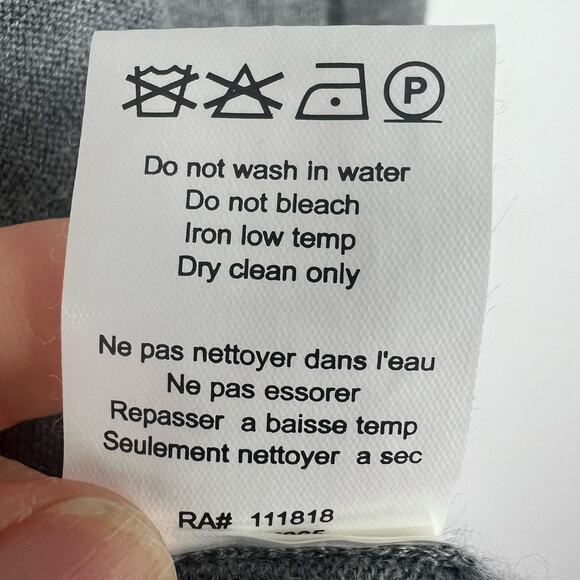 P
Do not wash in water
Do not bleach
Iron low temp
Dry clean only
Ne pas nettoyer dans l'eau
Ne pas essorer
Repasser a baisse temp
Seulement nettoyer a sec
RA# 111818